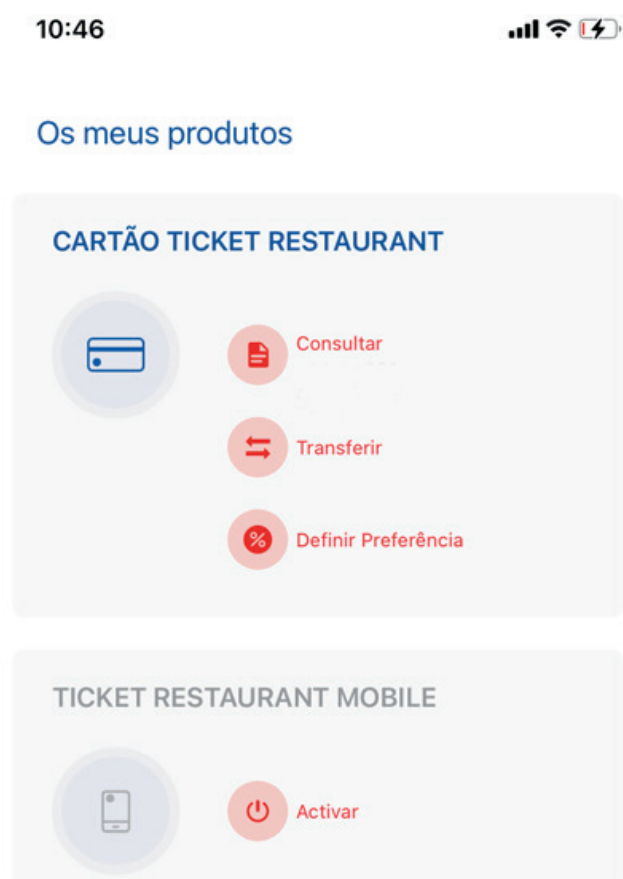 10:46
Os meus produtos
CARTÃO TICKET RESTAURANT
Consultar
Transferir
Definir Preferência
TICKET RESTAURANT MOBILE
Activar